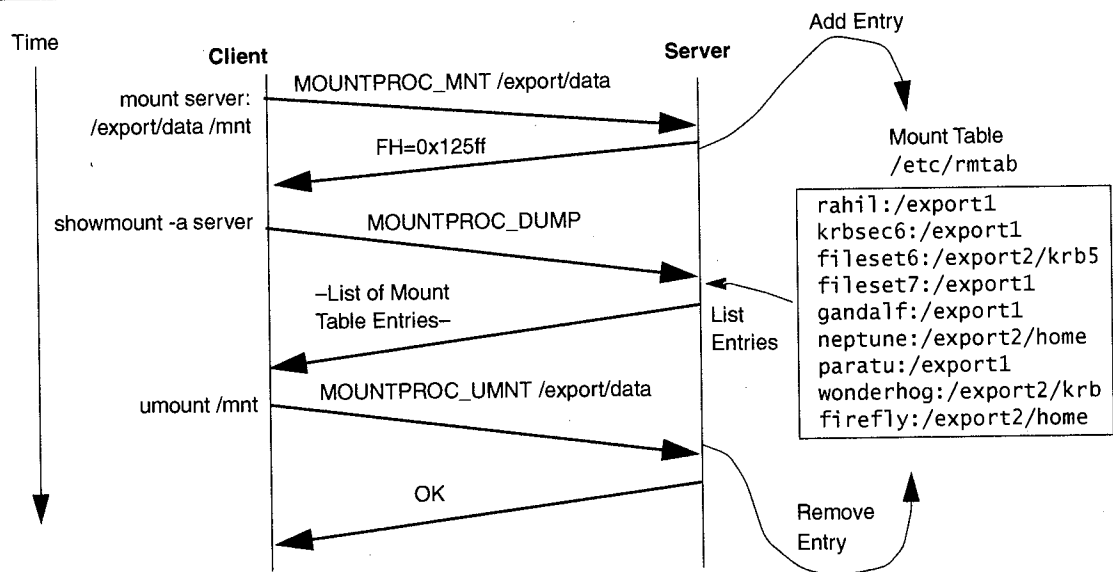 Time
Client
Server
Add Entry
mount server:
/export/data /mnt
MOUNTPROC_MNT /export/data
FH=0x125ff
Mount Table
/etc/rmtab
showmount -a server
MOUNTPROC_DUMP
–List of Mount
Table Entries–
List
Entries
rahil:/export1
krbsec6:/export1
fileset6:/export2/krb5
fileset7:/export1
gandalf:/export1
neptune:/export2/home
paratu:/export1
wonderhog:/export2/krb
firefly:/export2/home
umount /mnt
MOUNTPROC_UMNT /export/data
OK
Remove
Entry